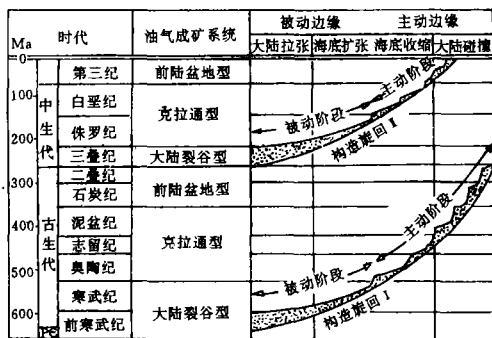 Ma 时代 油气成矿系统 被动边缘 主动边缘
大陆拉张 海底扩张 海底收缩 大陆碰撞
0
第三纪 前陆盆地型
中生代
100
白垩纪 克拉通型
侏罗纪
200
三叠纪 大陆裂谷型
被动阶段 主动阶段
构造旋回Ⅰ
古生代
二叠纪 前陆盆地型
300
石炭纪
泥盆纪 克拉通型
400
志留纪
奥陶纪
500
寒武纪 大陆裂谷型
600
PC 前寒武纪
被动阶段 主动阶段
构造旋回Ⅰ